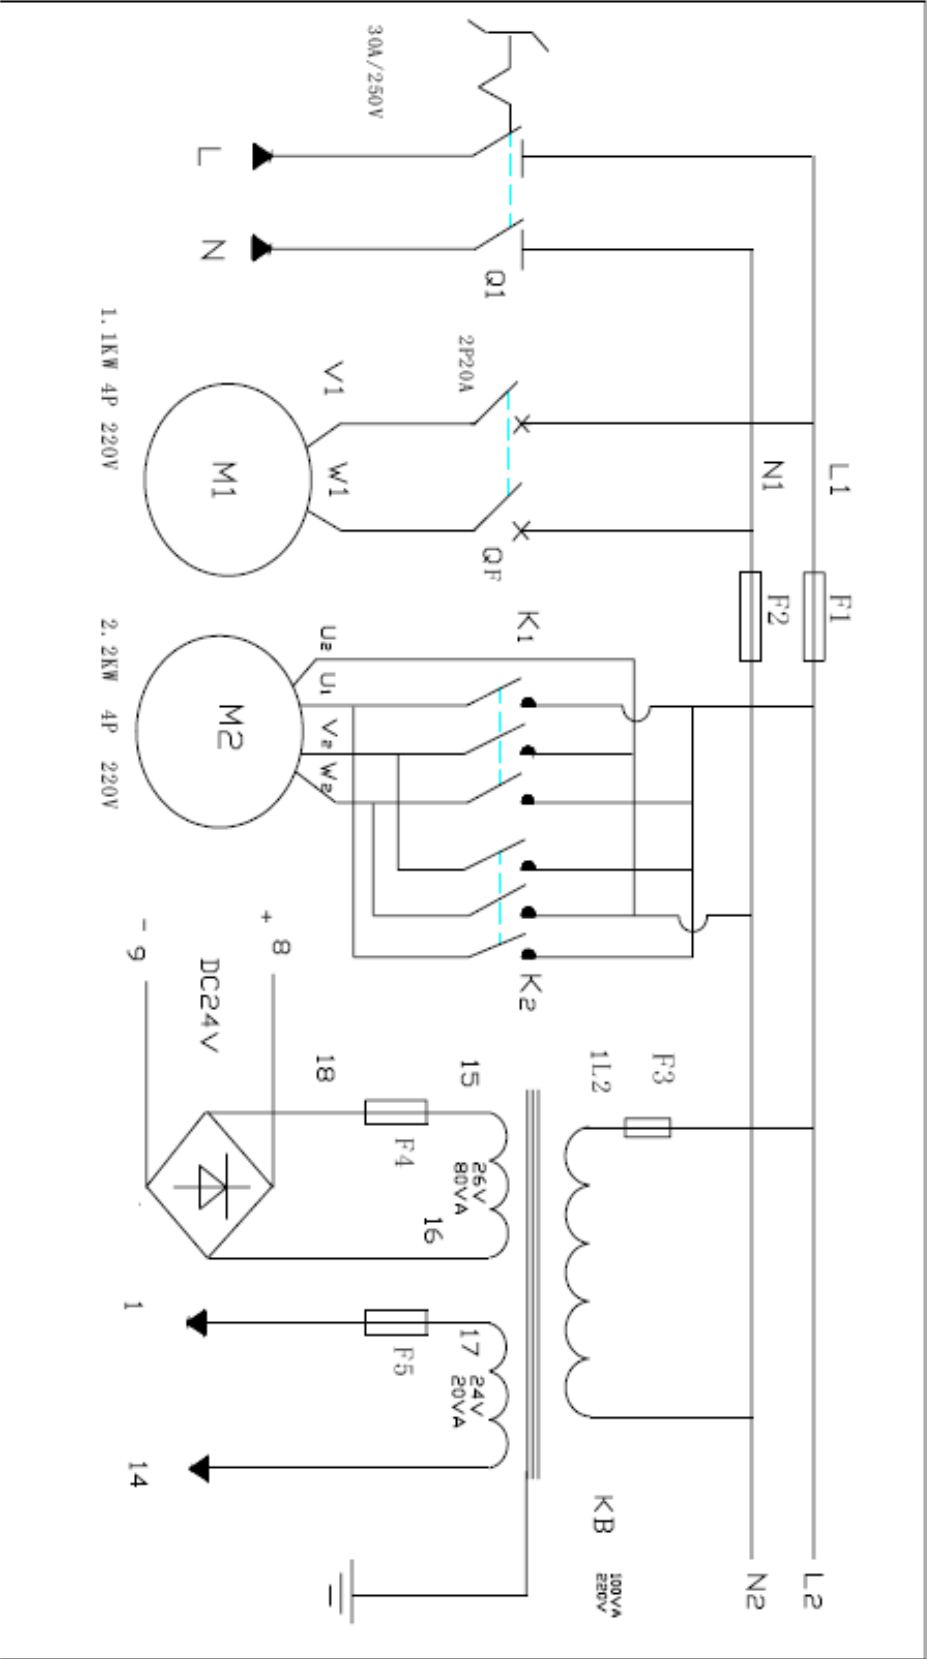 30A/250V
L
N
Q1
1.1KW 4P 220V
M1
V1
W1
2P20A
QF
L1
N1
F1
F2
K1
2.2KW 4P 220V
M2
U2
U1
V2
W2
K2
+ 8
- 9
DC24V
18
15
F4
26V
80VA
16
1L2
F3
1
14
F5
17
24V
20VA
KB
100VA
220V
L2
N2